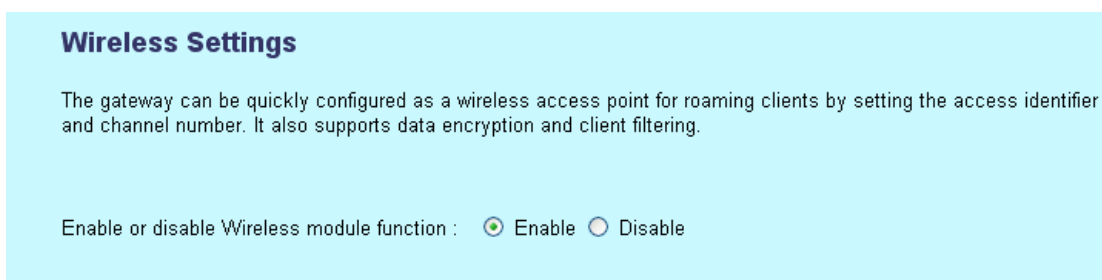 Wireless Settings
The gateway can be quickly configured as a wireless access point for roaming clients by setting the access identifier
and channel number. It also supports data encryption and client filtering.
Enable or disable Wireless module function : Enable Disable